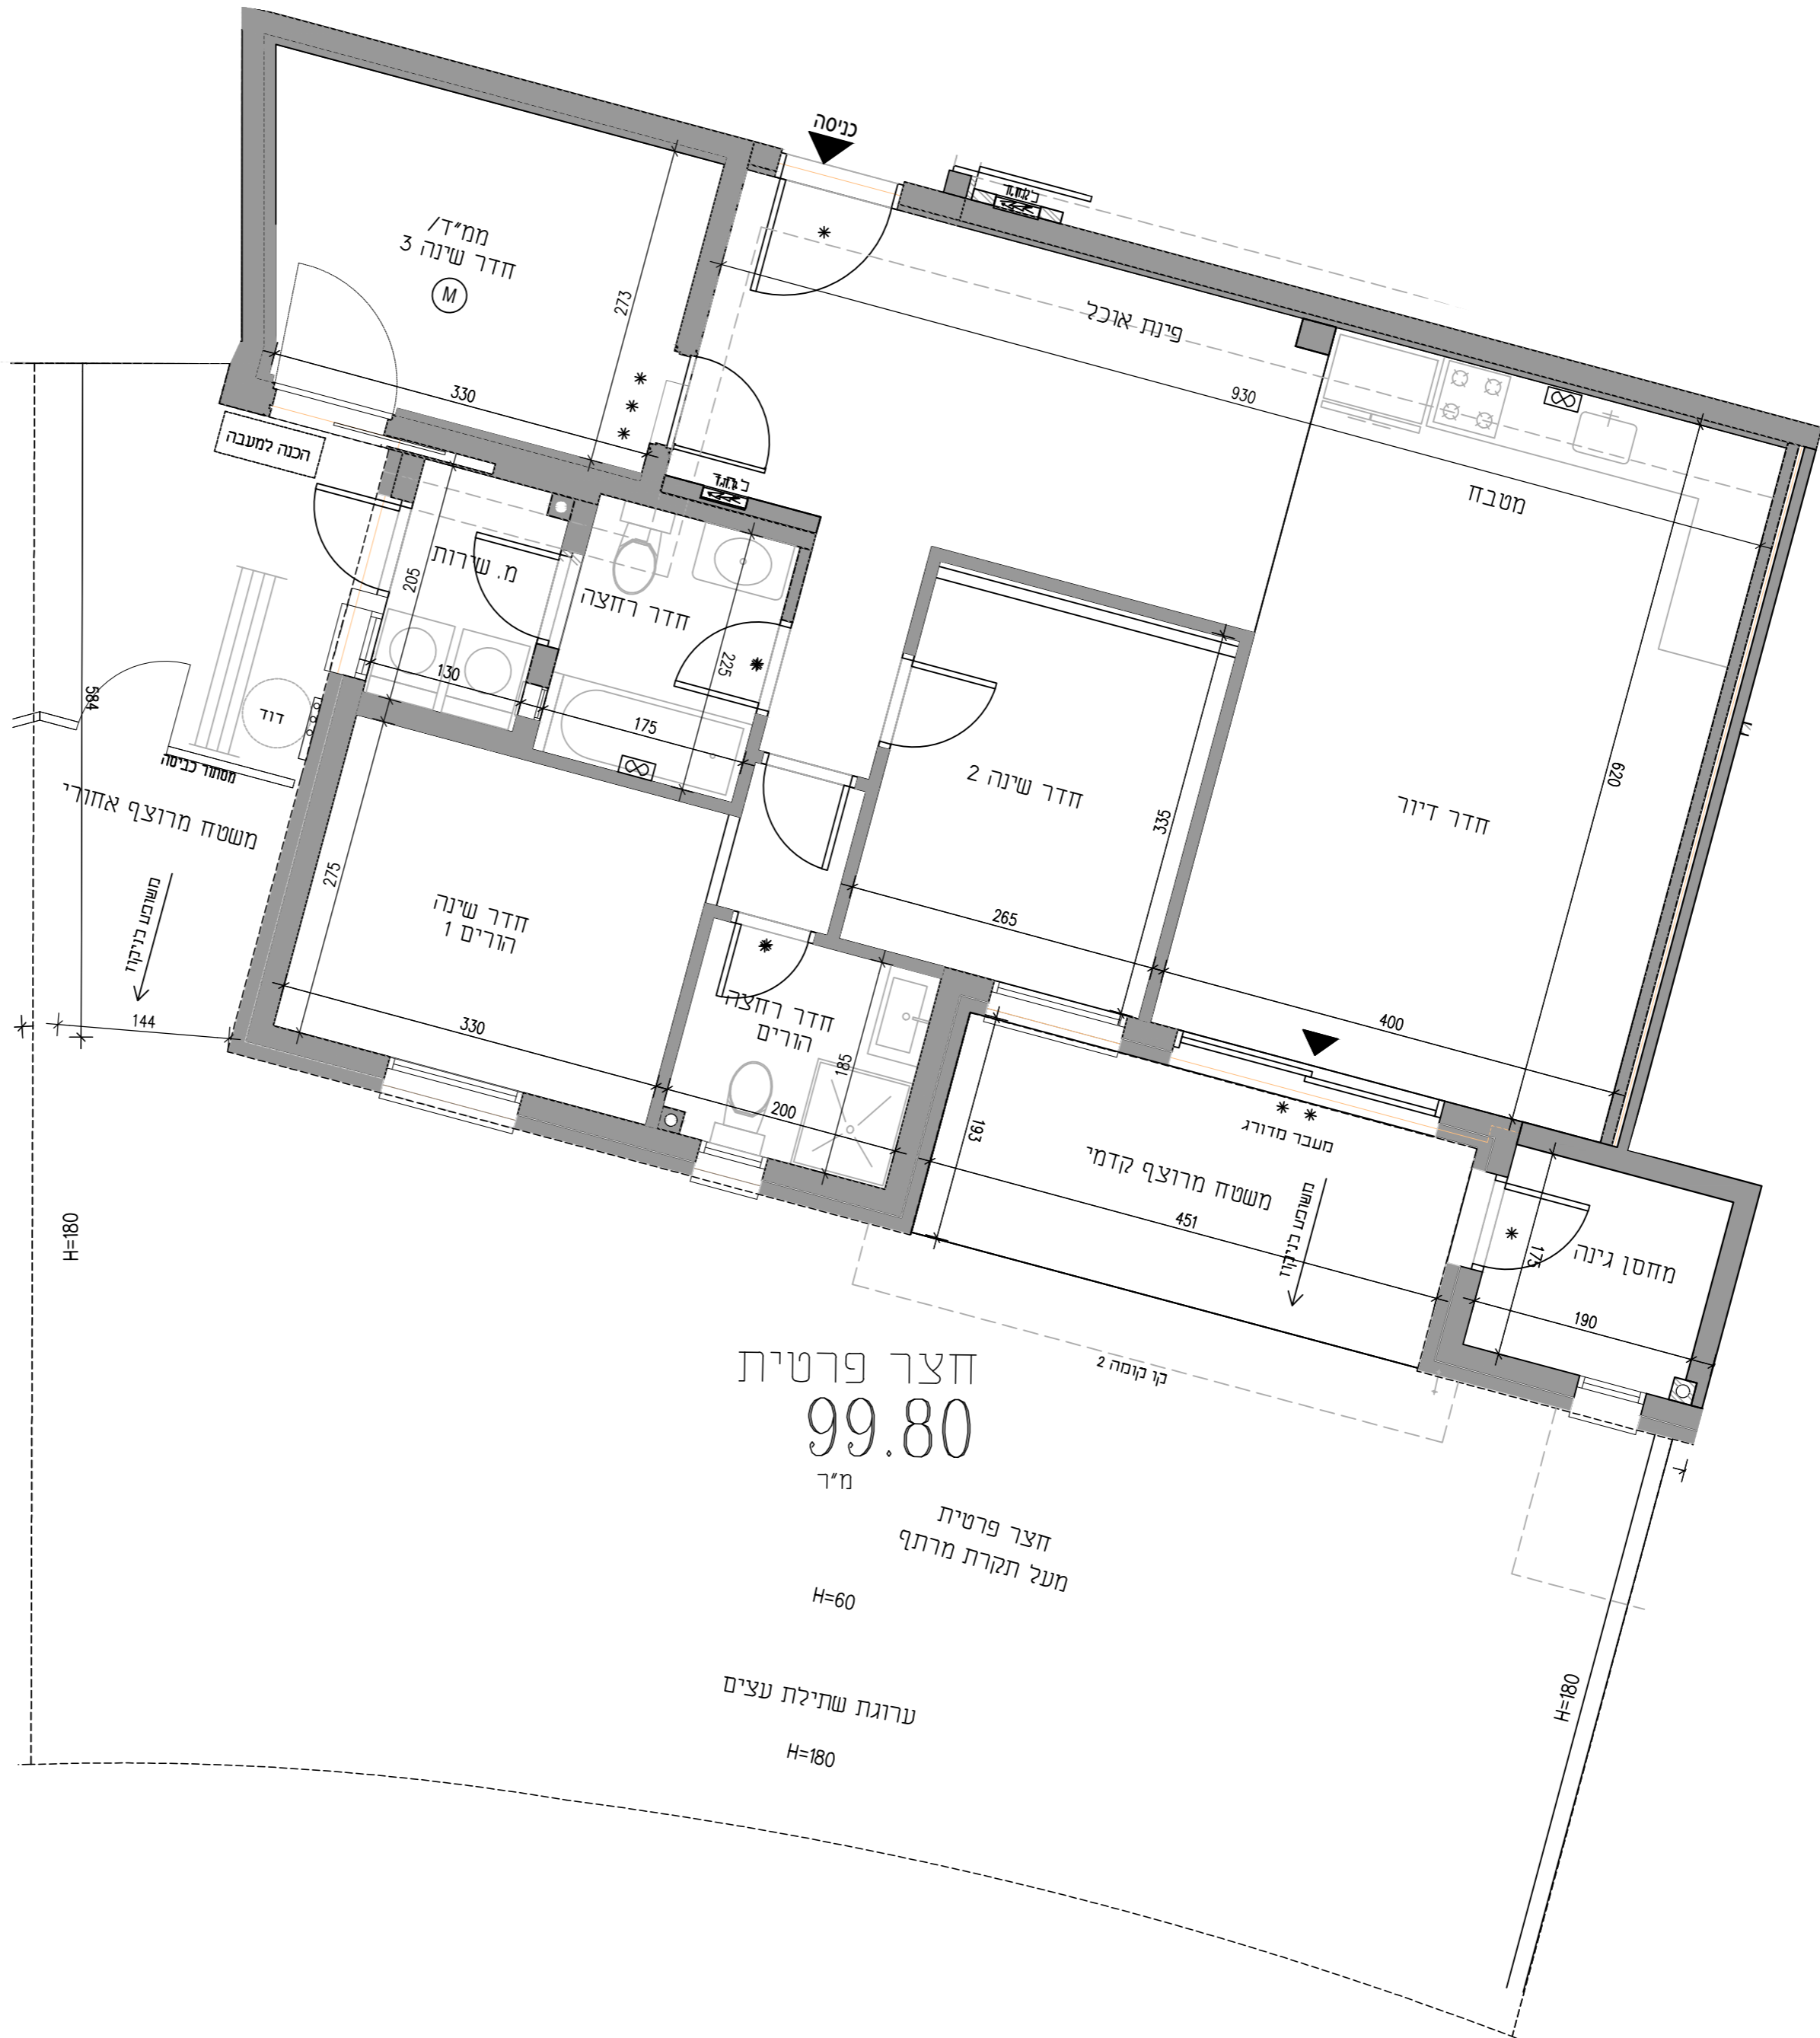 כניסה
ממ״ד/
חדר שינה 3
M
273
330
פינת אוכל
930
מטבח
הכנה למעבה
מ. שירות
205
130
חדר רחצה
225
175
584
דוד
מסתור כניסה
משטח מרוצף אחורי
משופע לניקוז
144
חדר שינה
הורים 1
275
330
חדר שינה 2
335
265
חדר דיור
620
400
חדר רחצה
הורים
185
200
193
מעבר מדורג
משטח מרוצף קדמי
משופע לניקוז
451
מחסן גינה
175
190
קו קומה 2
H=180
חצר פרטית
99.80
מ״ר
חצר פרטית
מעל תקרת מרתף
H=60
ערוגת שתילת עצים
H=180
H=180